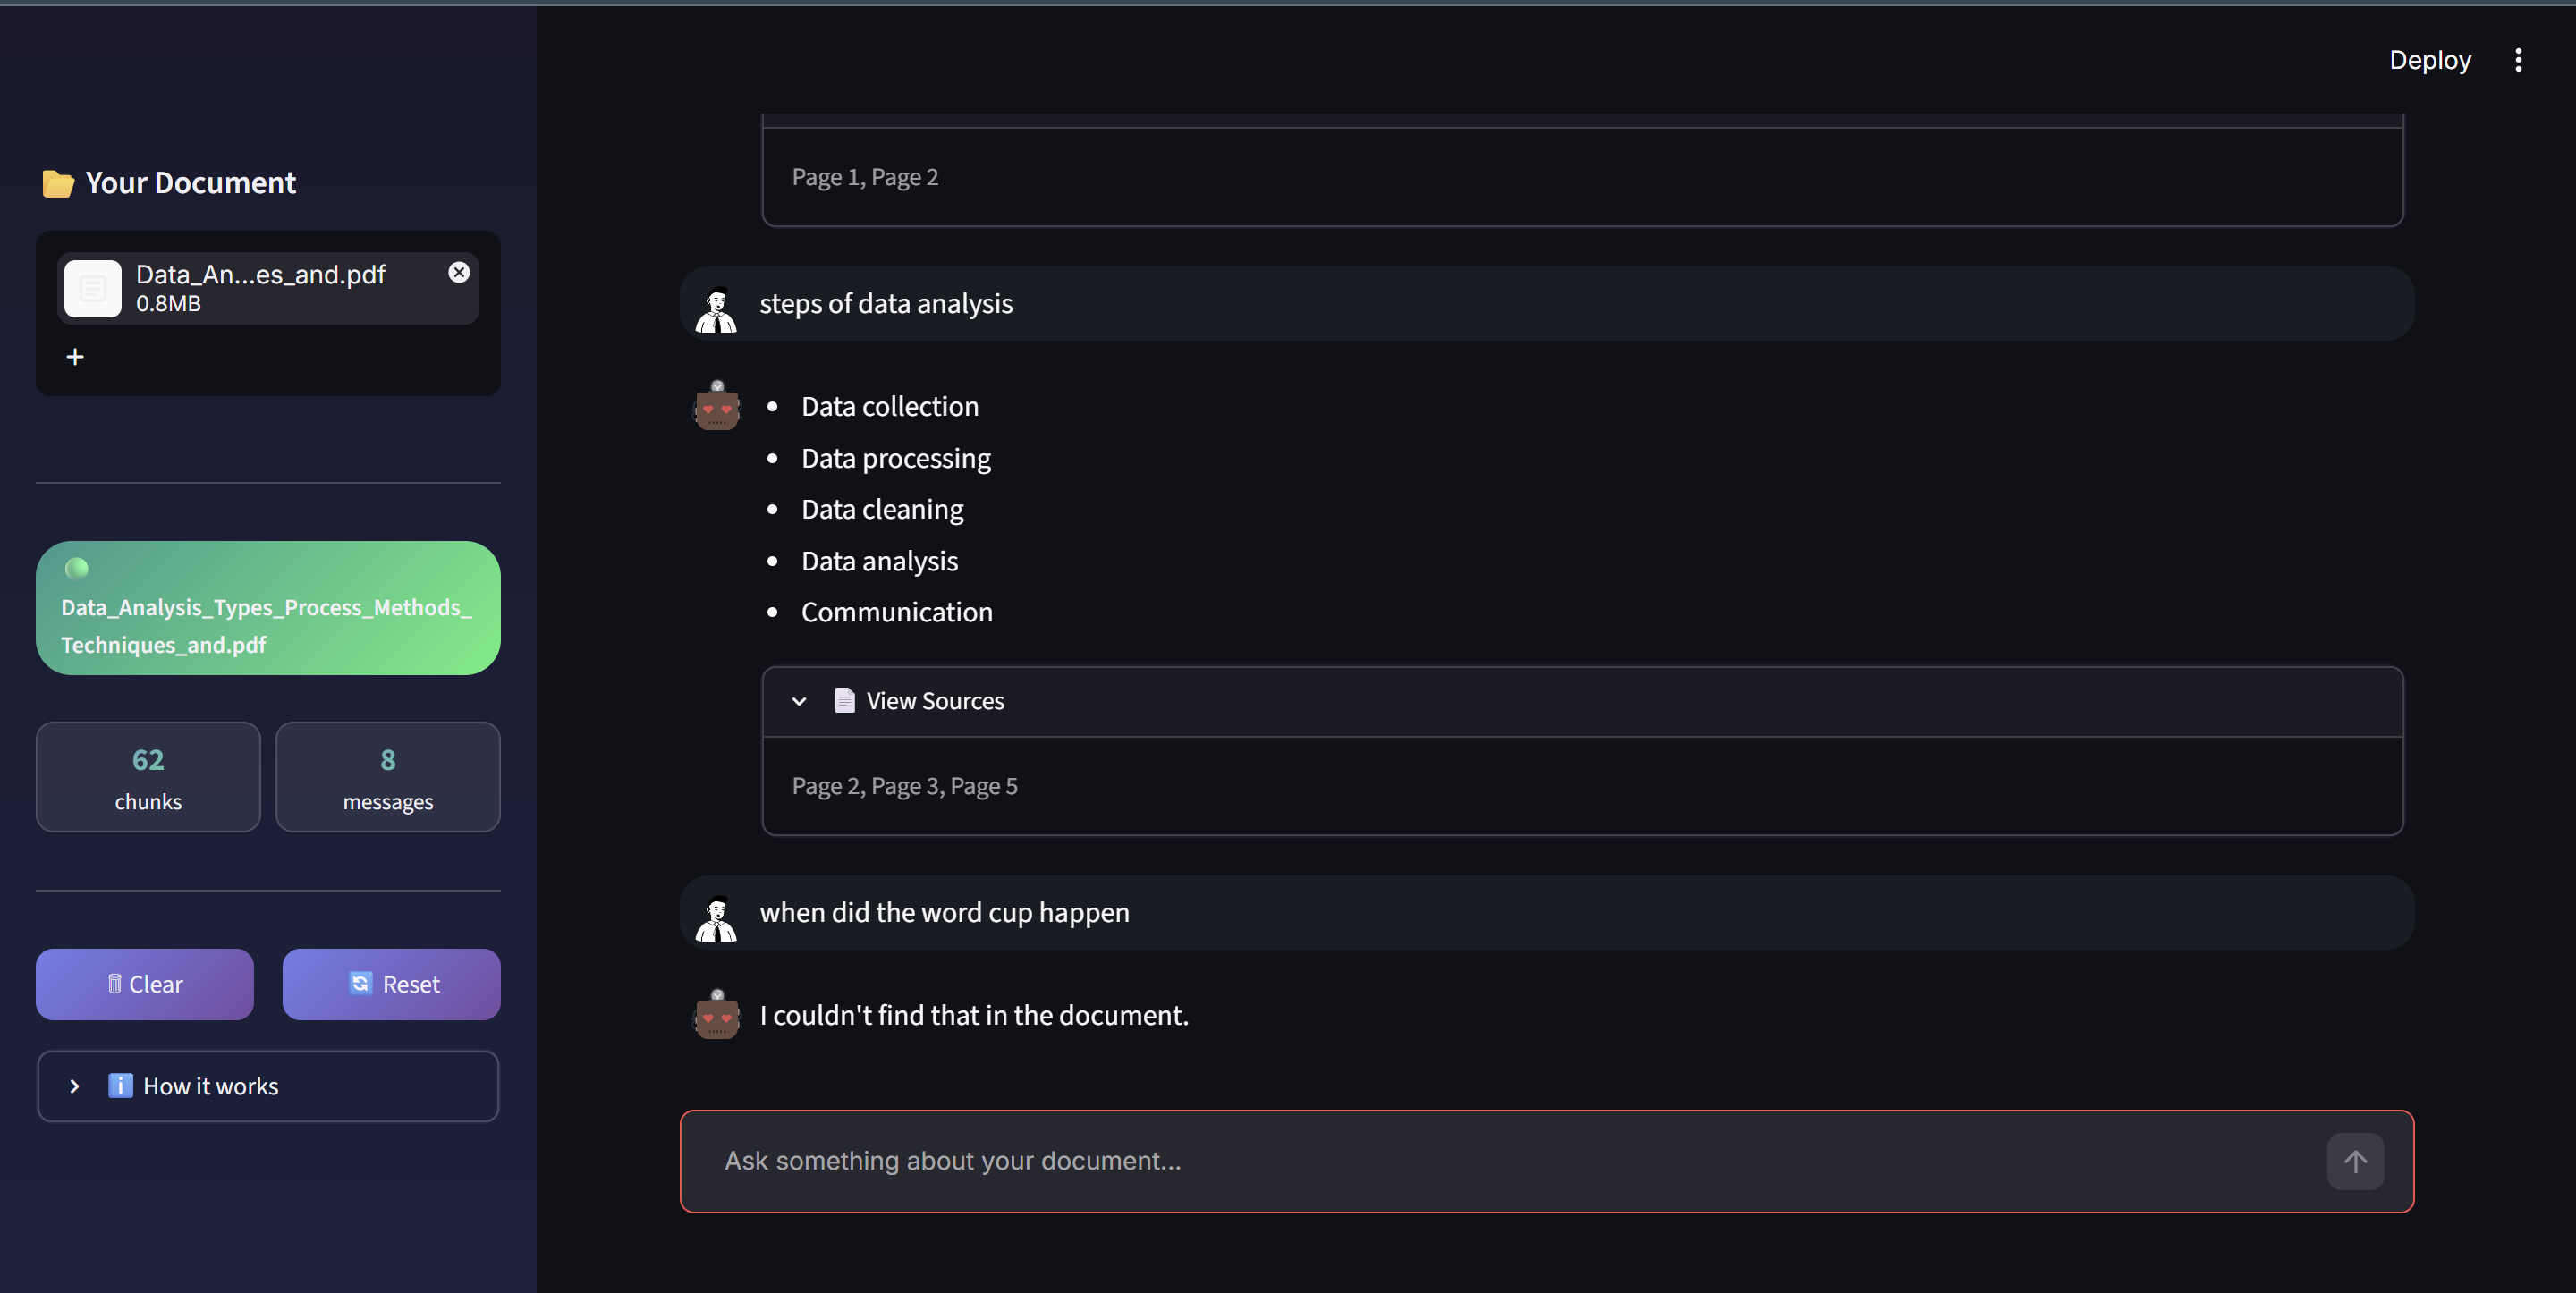 Deploy
Your Document
Data_An...es_and.pdf
0.8MB
Data_Analysis_Types_Process_Methods_
Techniques_and.pdf
62
chunks
8
messages
Clear
Reset
How it works
Page 1, Page 2
steps of data analysis
Data collection
Data processing
Data cleaning
Data analysis
Communication
View Sources
Page 2, Page 3, Page 5
when did the word cup happen
I couldn't find that in the document.
Ask something about your document...